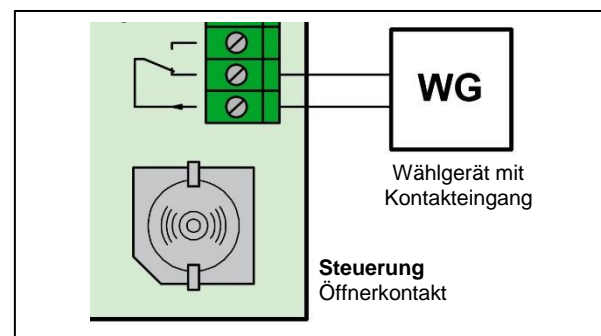 WG
Wählgerät mit
Kontakteingang
Steuerung
Öffnerkontakt